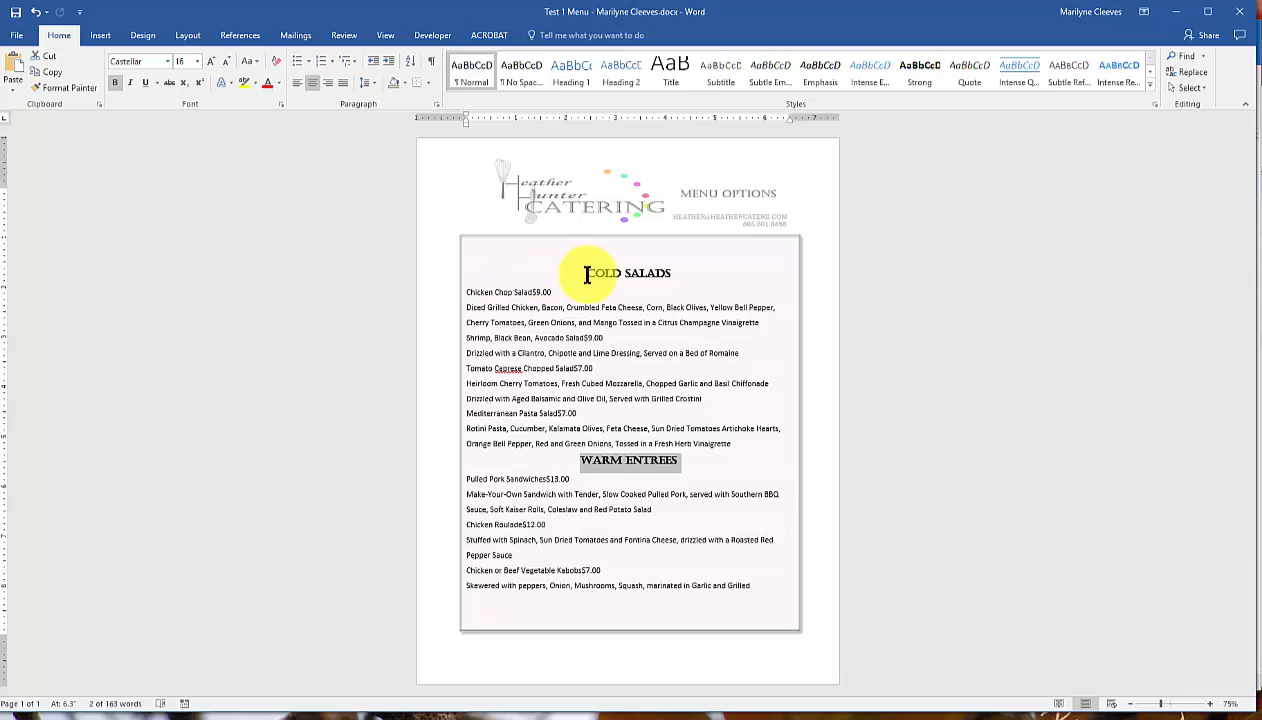 Test 1 Menu - Marilyne Cleeves.docx - Word
Marilyne Cleeves
File Home Insert Design Layout References Mailings Review View Developer ACROBAT Tell me what you want to do
Share
Cut
Copy
Format Painter
Paste
Castellar 16
Clipboard
Font
Paragraph
Styles
Editing
AaBbCcD AaBbCcD AaBbCc AaBbCcD AaB AaBbCcD AaBbCcD AaBbCcD AaBbCcD AaBbCcD AaBbCcD AaBbCcD AaBbCcD AaBbCcD
¶ Normal ¶ No Spac... Heading 1 Heading 2 Title Subtitle Subtle Em... Emphasis Intense E... Strong Quote Intense Q... Subtle Ref... Intense Re...
Find
Replace
Select
Heather
Hunter
CATERING
MENU OPTIONS
HEATHER@HEATHERCATERS.COM
805.801.8698
COLD SALADS
Chicken Chop Salad$9.00
Diced Grilled Chicken, Bacon, Crumbled Feta Cheese, Corn, Black Olives, Yellow Bell Pepper,
Cherry Tomatoes, Green Onions, and Mango Tossed in a Citrus Champagne Vinaigrette
Shrimp, Black Bean, Avocado Salad$9.00
Drizzled with a Cilantro, Chipotle and Lime Dressing, Served on a Bed of Romaine
Tomato Caprese Chopped Salad$7.00
Heirloom Cherry Tomatoes, Fresh Cubed Mozzarella, Chopped Garlic and Basil Chiffonade
Drizzled with Aged Balsamic and Olive Oil, Served with Grilled Crostini
Mediterranean Pasta Salad$7.00
Rotini Pasta, Cucumber, Kalamata Olives, Feta Cheese, Sun Dried Tomatoes Artichoke Hearts,
Orange Bell Pepper, Red and Green Onions, Tossed in a Fresh Herb Vinaigrette
WARM ENTREES
Pulled Pork Sandwiches$13.00
Make-Your-Own Sandwich with Tender, Slow Cooked Pulled Pork, served with Southern BBQ
Sauce, Soft Kaiser Rolls, Coleslaw and Red Potato Salad
Chicken Roulade$12.00
Stuffed with Spinach, Sun Dried Tomatoes and Fontina Cheese, drizzled with a Roasted Red
Pepper Sauce
Chicken or Beef Vegetable Kabobs$7.00
Skewered with peppers, Onion, Mushrooms, Squash, marinated in Garlic and Grilled
Page 1 of 1 At: 6.3" 2 of 163 words
75%